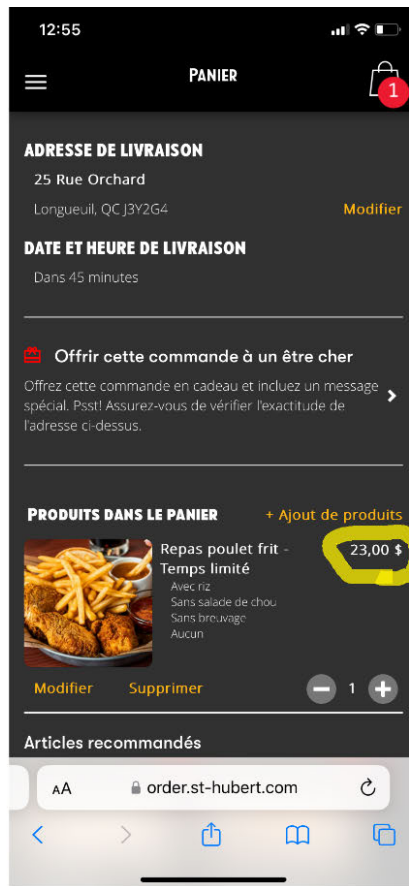 12:55
PANIER
1
ADRESSE DE LIVRAISON
25 Rue Orchard
Longueuil, QC J3Y2G4
Modifier
DATE ET HEURE DE LIVRAISON
Dans 45 minutes
Offrir cette commande à un être cher
Offrez cette commande en cadeau et incluez un message
spécial. Psst! Assurez-vous de vérifier l'exactitude de
l'adresse ci-dessus.
PRODUITS DANS LE PANIER + Ajout de produits
Repas poulet frit - 23,00 $
Temps limité
Avec riz
Sans salade de chou
Sans breuvage
Aucun
Modifier Supprimer 1
Articles recommandés
AA order.st-hubert.com